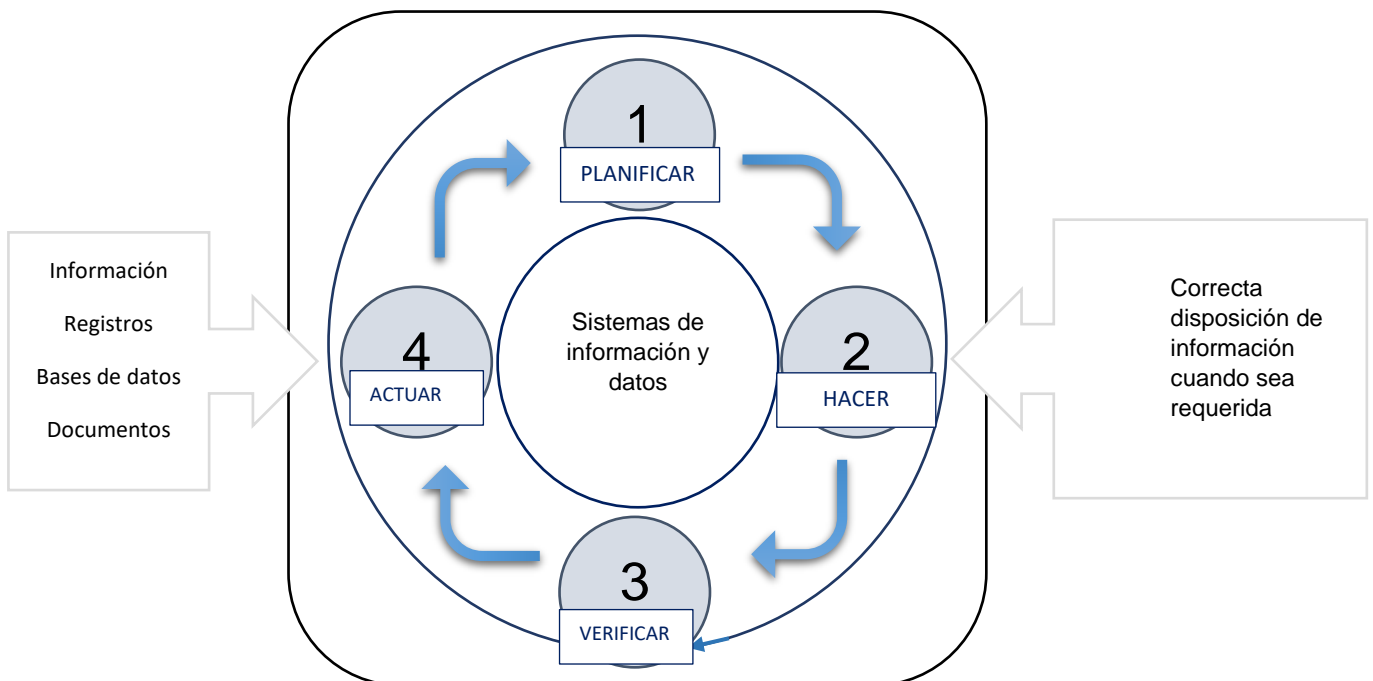 1
PLANIFICAR
Información
Registros
Bases de datos
Documentos
4
ACTUAR
Sistemas de
información y
datos
2
HACER
Correcta
disposición de
información
cuando sea
requerida
3
VERIFICAR